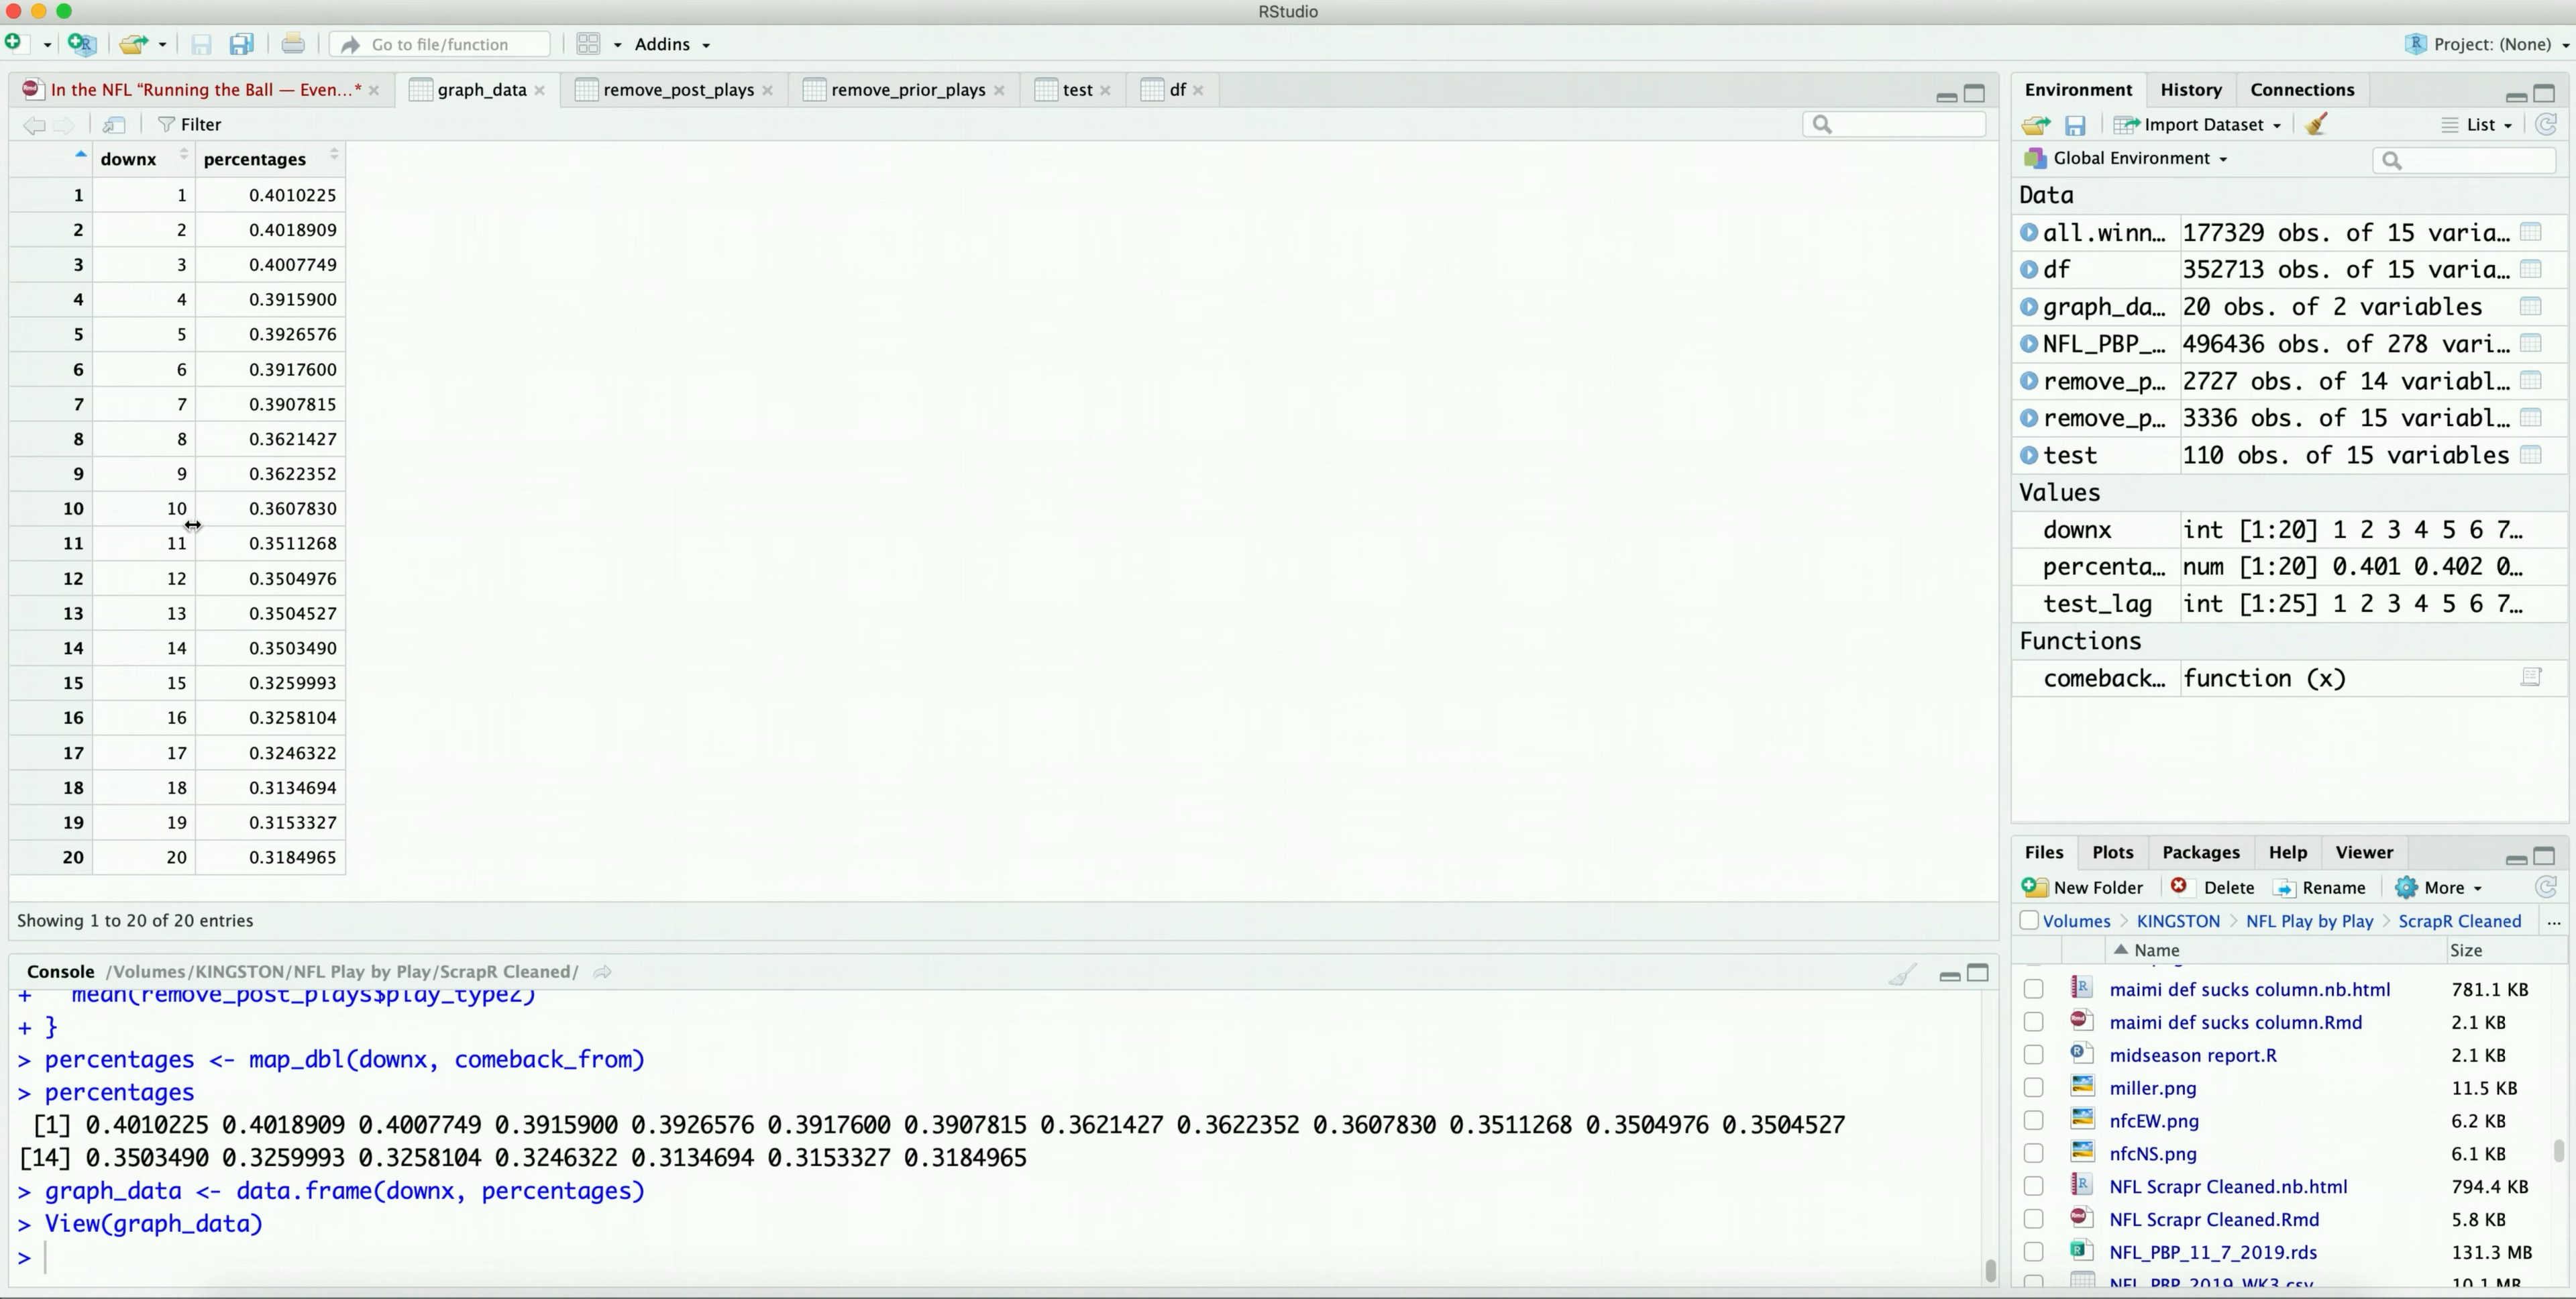 RStudio
Go to file/function
Addins
Project: (None)
In the NFL “Running the Ball — Even...*
graph_data
remove_post_plays
remove_prior_plays
test
df
Filter
downx percentages
1 1 0.4010225
2 2 0.4018909
3 3 0.4007749
4 4 0.3915900
5 5 0.3926576
6 6 0.3917600
7 7 0.3907815
8 8 0.3621427
9 9 0.3622352
10 10 0.3607830
11 11 0.3511268
12 12 0.3504976
13 13 0.3504527
14 14 0.3503490
15 15 0.3259993
16 16 0.3258104
17 17 0.3246322
18 18 0.3134694
19 19 0.3153327
20 20 0.3184965
Showing 1 to 20 of 20 entries
Console /Volumes/KINGSTON/NFL Play by Play/ScrapR Cleaned/
+ mean(remove_post_plays$play_type2)
+ }
> percentages <- map_dbl(downx, comeback_from)
> percentages
[1] 0.4010225 0.4018909 0.4007749 0.3915900 0.3926576 0.3917600 0.3907815 0.3621427 0.3622352 0.3607830 0.3511268 0.3504976 0.3504527
[14] 0.3503490 0.3259993 0.3258104 0.3246322 0.3134694 0.3153327 0.3184965
> graph_data <- data.frame(downx, percentages)
> View(graph_data)
>
Environment History Connections
Import Dataset List
Global Environment
Data
all.winn... 177329 obs. of 15 varia...
df 352713 obs. of 15 varia...
graph_da... 20 obs. of 2 variables
NFL_PBP_... 496436 obs. of 278 vari...
remove_p... 2727 obs. of 14 variabl...
remove_p... 3336 obs. of 15 variabl...
test 110 obs. of 15 variables
Values
downx int [1:20] 1 2 3 4 5 6 7...
percenta... num [1:20] 0.401 0.402 0...
test_lag int [1:25] 1 2 3 4 5 6 7...
Functions
comeback... function (x)
Files Plots Packages Help Viewer
New Folder Delete Rename More
Volumes > KINGSTON > NFL Play by Play > ScrapR Cleaned ...
Name Size
maimi def sucks column.nb.html 781.1 KB
maimi def sucks column.Rmd 2.1 KB
midseason report.R 2.1 KB
miller.png 11.5 KB
nfcEW.png 6.2 KB
nfcNS.png 6.1 KB
NFL Scrapr Cleaned.nb.html 794.4 KB
NFL Scrapr Cleaned.Rmd 5.8 KB
NFL_PBP_11_7_2019.rds 131.3 MB
NFL_PBP_2019_WK3.csv 10.1 MB